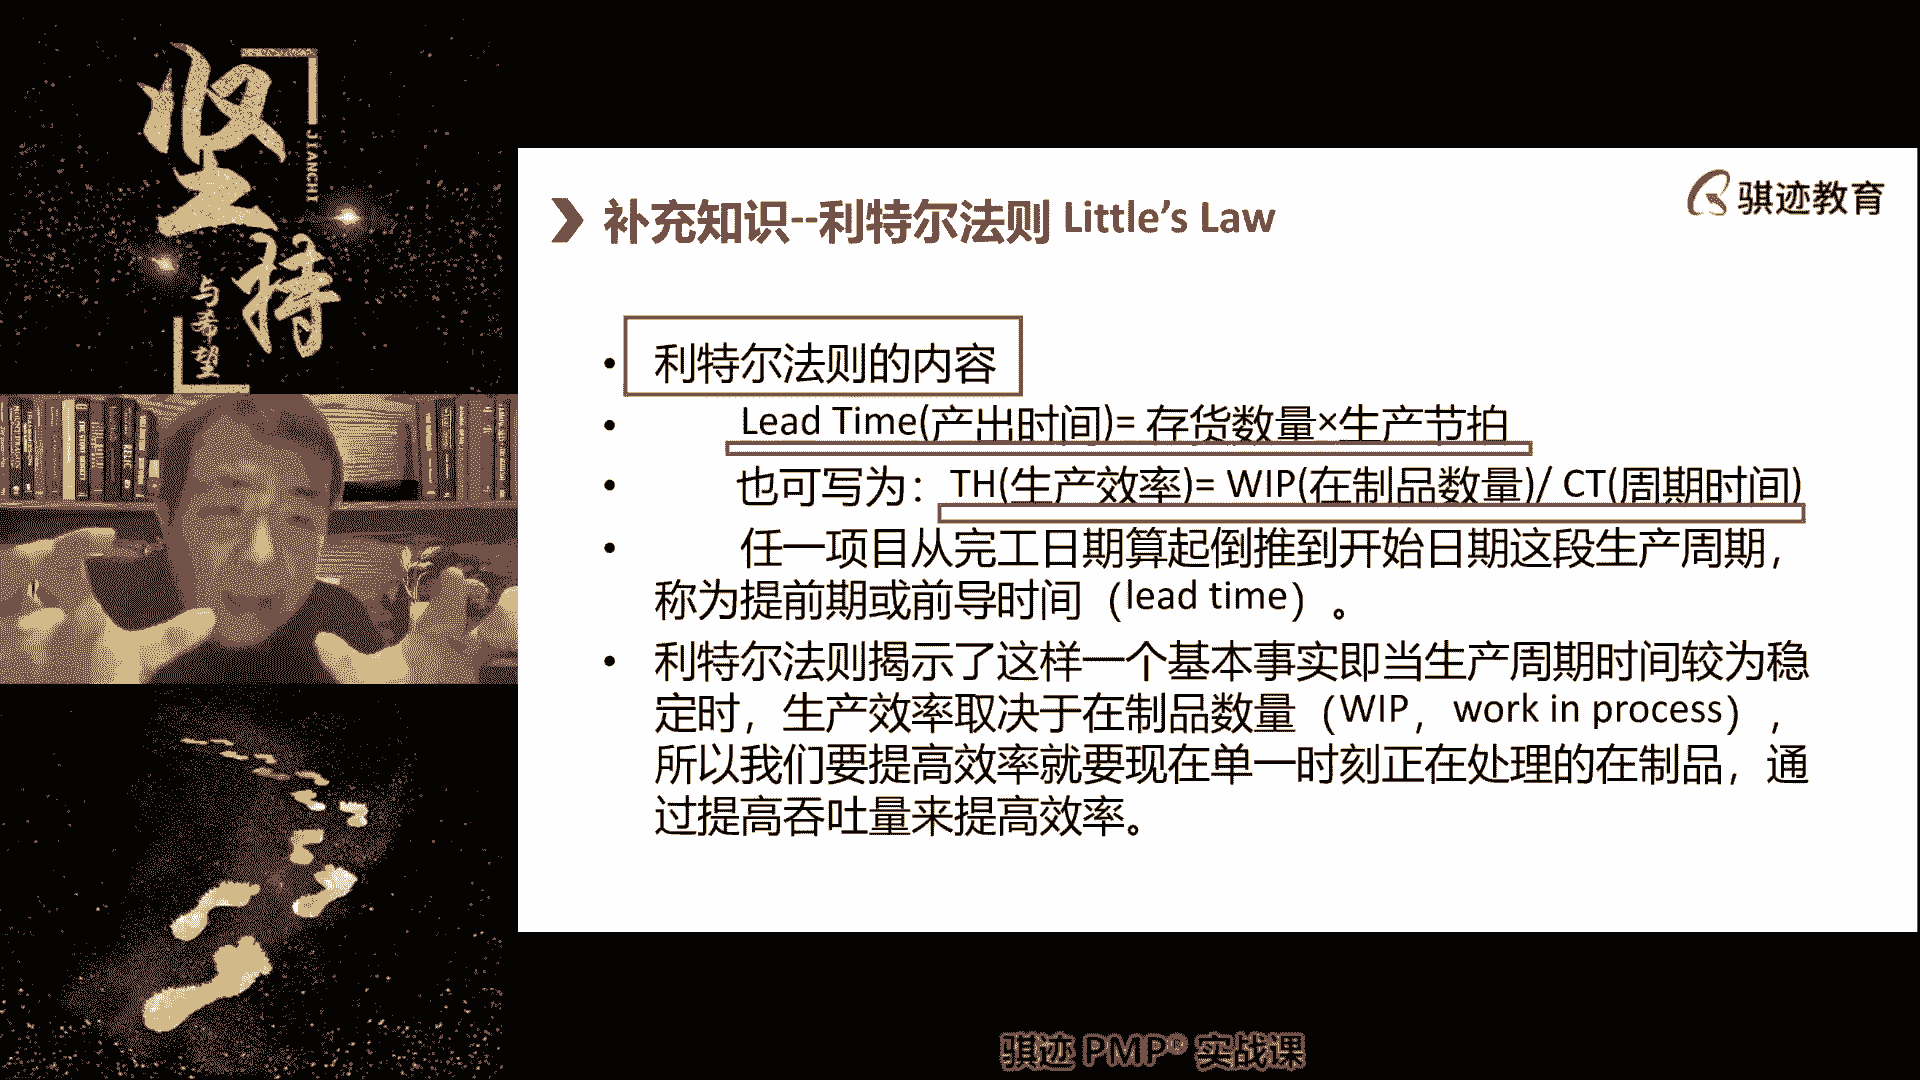 坚持
JIANCHI
与希望
骐迹教育
补充知识--利特尔法则 Little’s Law
• 利特尔法则的内容
• Lead Time(产出时间)= 存货数量×生产节拍
• 也可写为：TH(生产效率)= WIP(在制品数量)/ CT(周期时间)
• 任一项目从完工日期算起倒推到开始日期这段生产周期，
称为提前期或前导时间（lead time）。
• 利特尔法则揭示了这样一个基本事实即当生产周期时间较为稳
定时，生产效率取决于在制品数量（WIP，work in process），
所以我们要提高效率就要现在单一时刻正在处理的在制品，通
过提高吞吐量来提高效率。
骐迹 PMP® 实战课